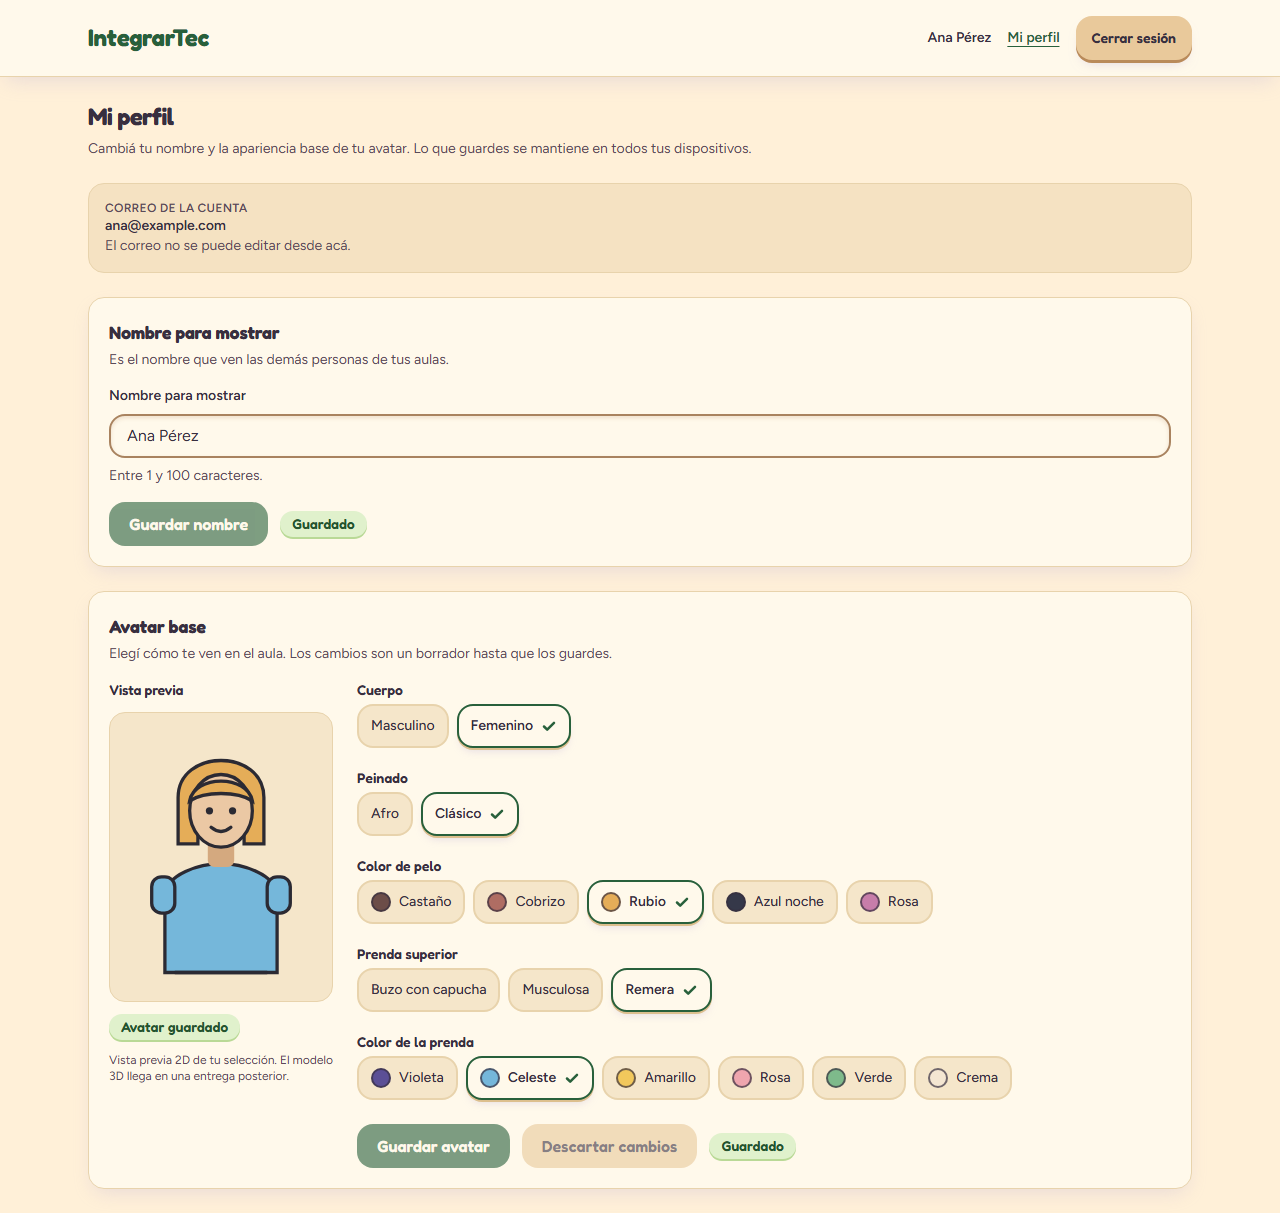 IntegrarTec
Ana Pérez
Mi perfil
Cerrar sesión
Mi perfil
Cambiá tu nombre y la apariencia base de tu avatar. Lo que guardes se mantiene en todos tus dispositivos.
CORREO DE LA CUENTA
ana@example.com
El correo no se puede editar desde acá.
Nombre para mostrar
Es el nombre que ven las demás personas de tus aulas.
Nombre para mostrar
Ana Pérez
Entre 1 y 100 caracteres.
Guardar nombre
Guardado
Avatar base
Elegí cómo te ven en el aula. Los cambios son un borrador hasta que los guardes.
Vista previa
Avatar guardado
Vista previa 2D de tu selección. El modelo
3D llega en una entrega posterior.
Cuerpo
Masculino
Femenino
Peinado
Afro
Clásico
Color de pelo
Castaño
Cobrizo
Rubio
Azul noche
Rosa
Prenda superior
Buzo con capucha
Musculosa
Remera
Color de la prenda
Violeta
Celeste
Amarillo
Rosa
Verde
Crema
Guardar avatar
Descartar cambios
Guardado